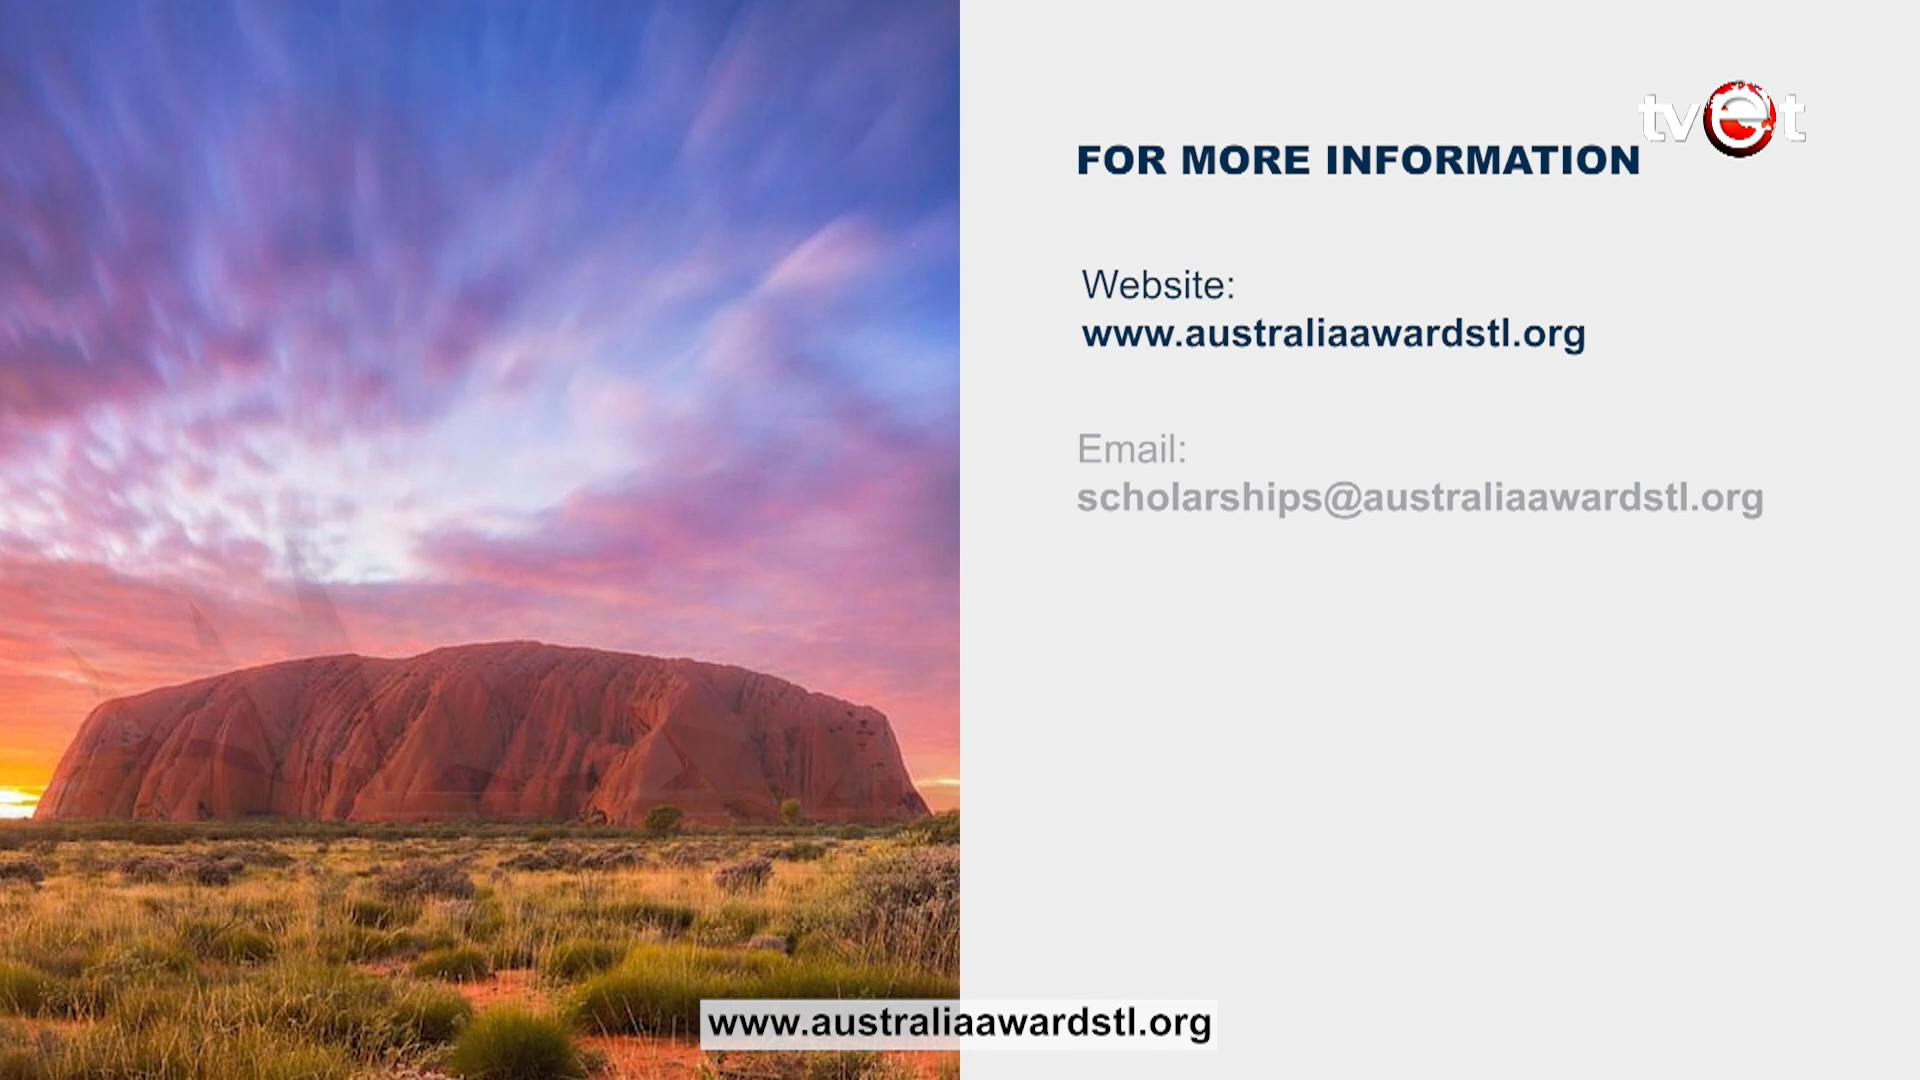 tvet
FOR MORE INFORMATION
Website:
www.australiaawardstl.org
Email:
scholarships@australiaawardstl.org
www.australiaawardstl.org